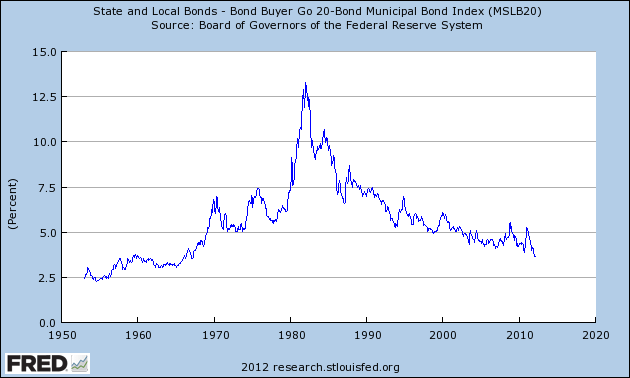 State and Local Bonds - Bond Buyer Go 20-Bond Municipal Bond Index (MSLB20)
Source: Board of Governors of the Federal Reserve System
15.0
12.5
10.0
7.5
5.0
2.5
0.0
(Percent)
1950 1960 1970 1980 1990 2000 2010 2020
FRED
2012 research.stlouisfed.org